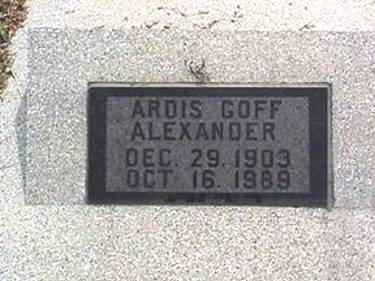 ARDIS GOFF
ALEXANDER
DEC. 29. 1903
OCT 16. 1989